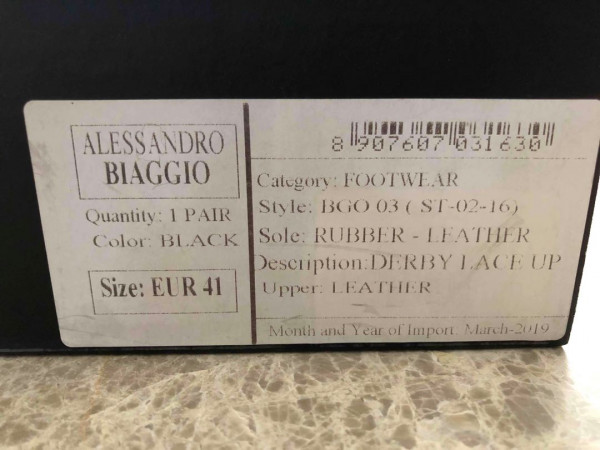 ALESSANDRO
BIAGGIO
Quantity: 1 PAIR
Color: BLACK
Size: EUR 41
8 907607 031630
Category: FOOTWEAR
Style: BGO 03 ( ST-02-16)
Sole: RUBBER - LEATHER
Description:DERBY LACE UP
Upper: LEATHER
Month and Year of Import: March-2019